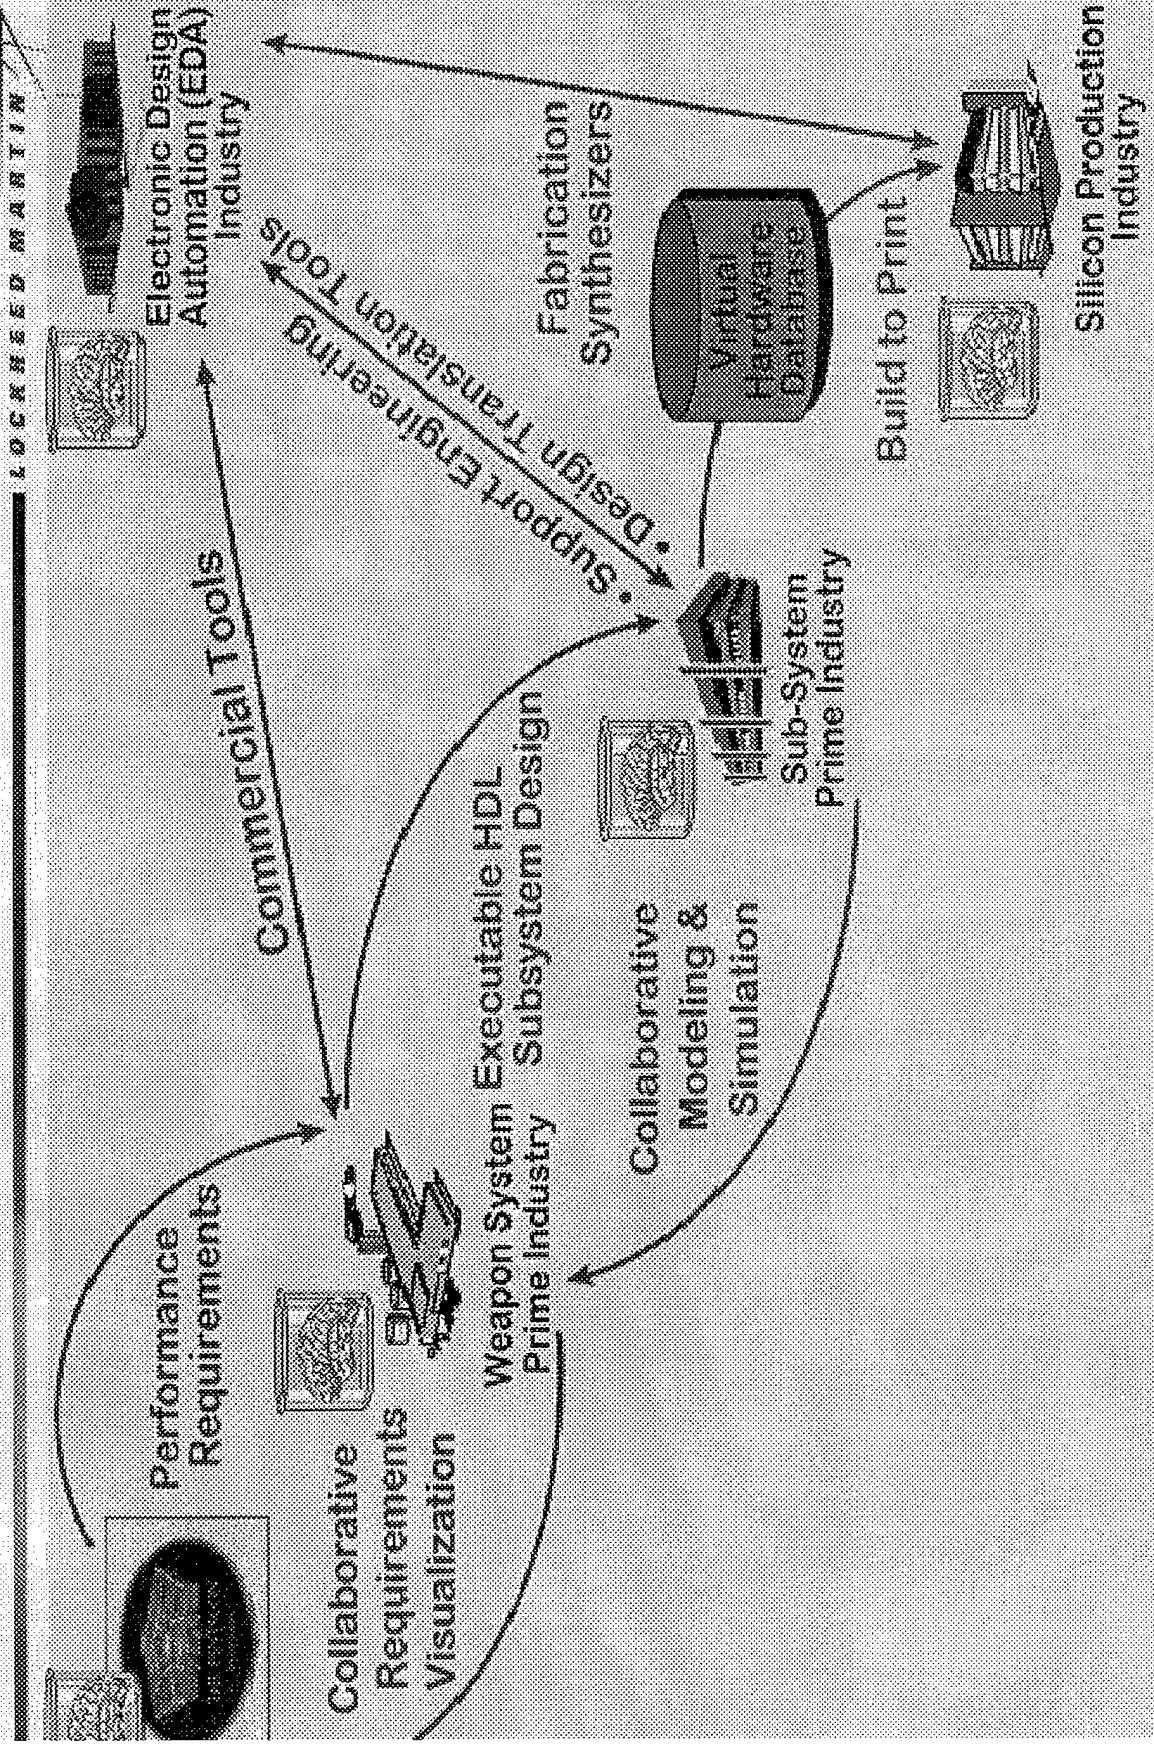 LOCKHEED MARTIN
Performance
Requirements
Commercial Tools
Electronic Design
Automation (EDA)
Industry
Collaborative
Requirements
Visualization
Weapon System
Prime Industry
Executable HDL
Subsystem Design
• Support Engineering
• Design Translation Tools
Fabrication
Synthesizers
Collaborative
Modeling &
Simulation
Sub-System
Prime Industry
Virtual
Hardware
Database
Build to Print
Silicon Production
Industry